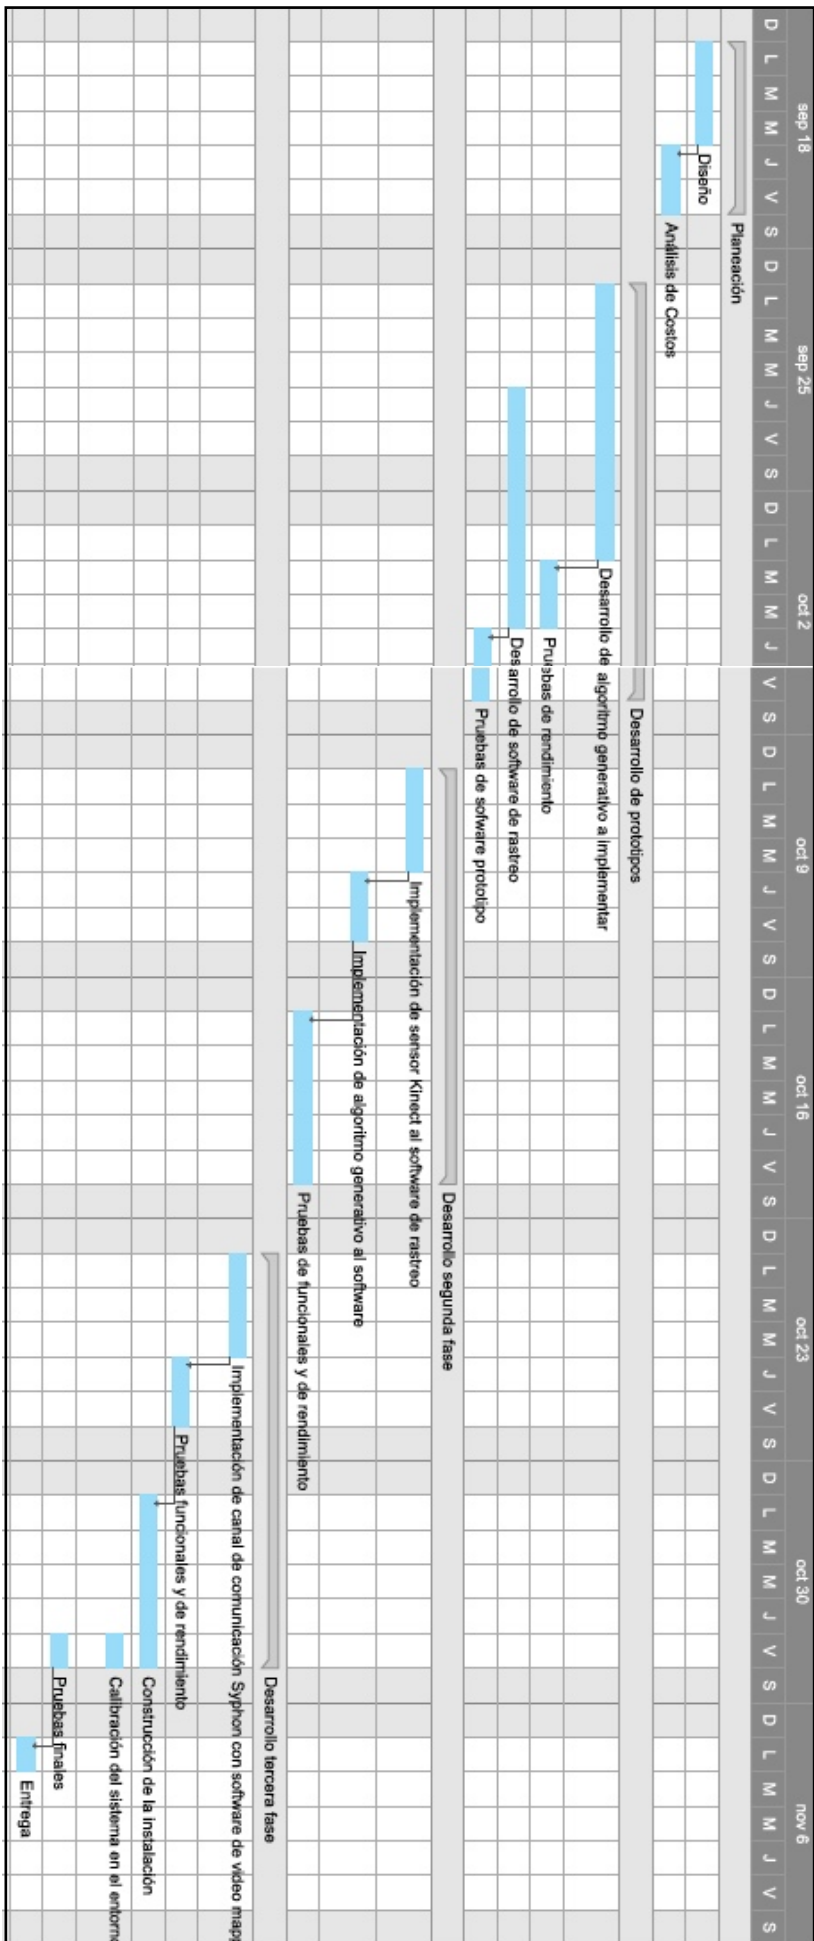 sep 18 sep 25 oct 2 oct 9 oct 16 oct 23 oct 30 nov 6
D L M M J V S D L M M J V S D L M M J V S D L M M J V S D L M M J V S D L M M J V S D L M M J V S D L M M J V S
Planeación
Diseño
Análisis de Costos
Desarrollo de prototipos
Desarrollo de algoritmo generativo a implementar
Pruebas de rendimiento
Desarrollo de software de rastreo
Pruebas de sofware prototipo
Desarrollo segunda fase
Implementación de sensor Kinect al software de rastreo
Implementación de algoritmo generativo al software
Pruebas de funcionales y de rendimiento
Desarrollo tercera fase
Implementación de canal de comunicación Syphon con software de video mapp
Pruebas funcionales y de rendimiento
Construcción de la instalación
Calibración del sistema en el entorno
Pruebas finales
Entrega